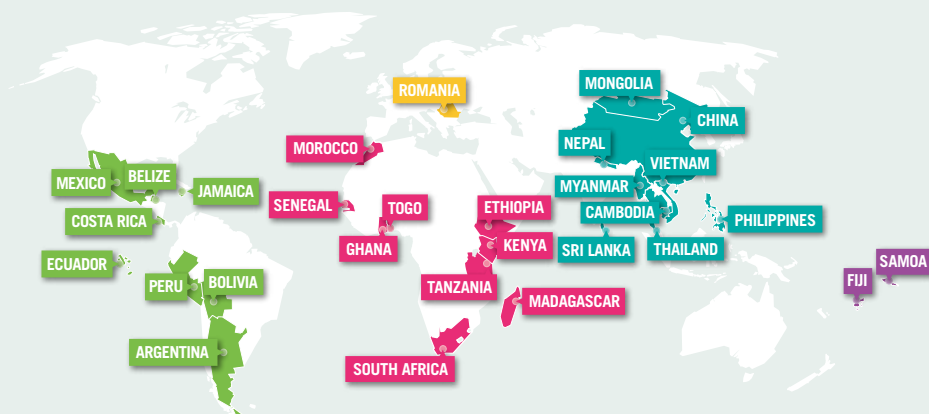 MONGOLIA
ROMANIA
CHINA
NEPAL
MOROCCO
VIETNAM
MEXICO
BELIZE
MYANMAR
JAMAICA
SENEGAL
TOGO
ETHIOPIA
CAMBODIA
COSTA RICA
PHILIPPINES
GHANA
KENYA
SRI LANKA
THAILAND
SAMOA
ECUADOR
FIJI
PERU
BOLIVIA
TANZANIA
MADAGASCAR
ARGENTINA
SOUTH AFRICA